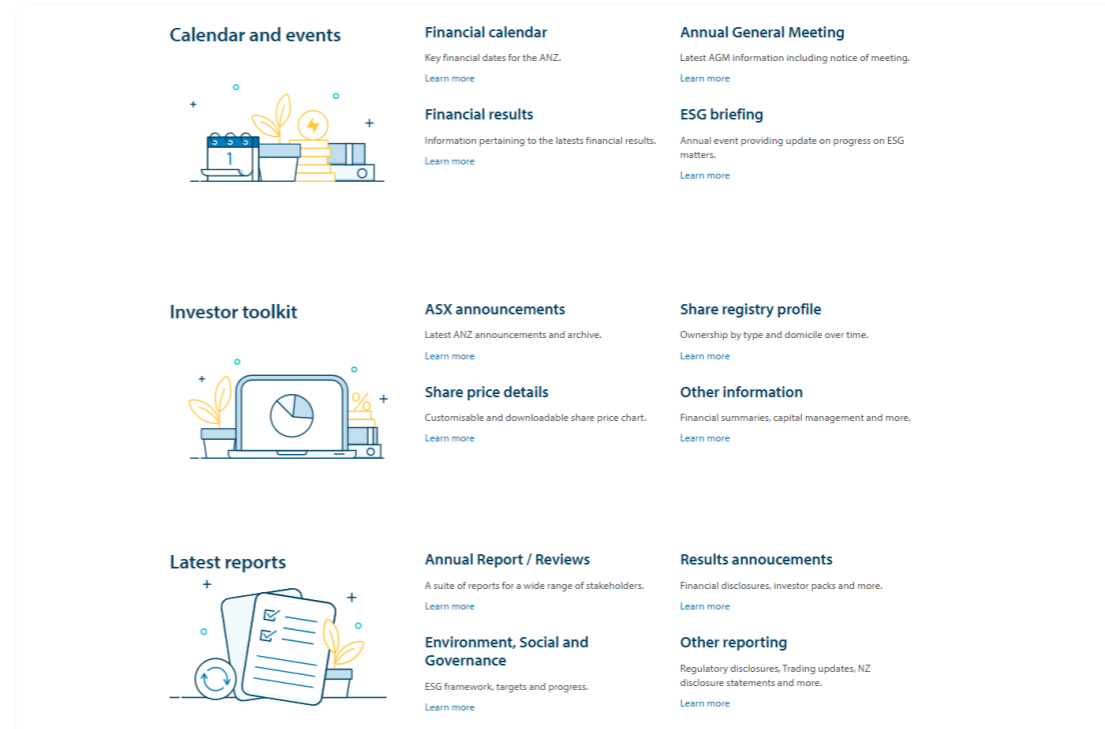 Calendar and events
Financial calendar
Key financial dates for the ANZ.
Learn more
Annual General Meeting
Latest AGM information including notice of meeting.
Learn more
Financial results
Information pertaining to the latests financial results.
Learn more
ESG briefing
Annual event providing update on progress on ESG
matters.
Learn more
1
Investor toolkit
ASX announcements
Latest ANZ announcements and archive.
Learn more
Share registry profile
Ownership by type and domicile over time.
Learn more
Share price details
Customisable and downloadable share price chart.
Learn more
Other information
Financial summaries, capital management and more.
Learn more
%
Latest reports
Annual Report / Reviews
A suite of reports for a wide range of stakeholders.
Learn more
Results annoucements
Financial disclosures, investor packs and more.
Learn more
Environment, Social and
Governance
ESG framework, targets and progress.
Learn more
Other reporting
Regulatory disclosures, Trading updates, NZ
disclosure statements and more.
Learn more